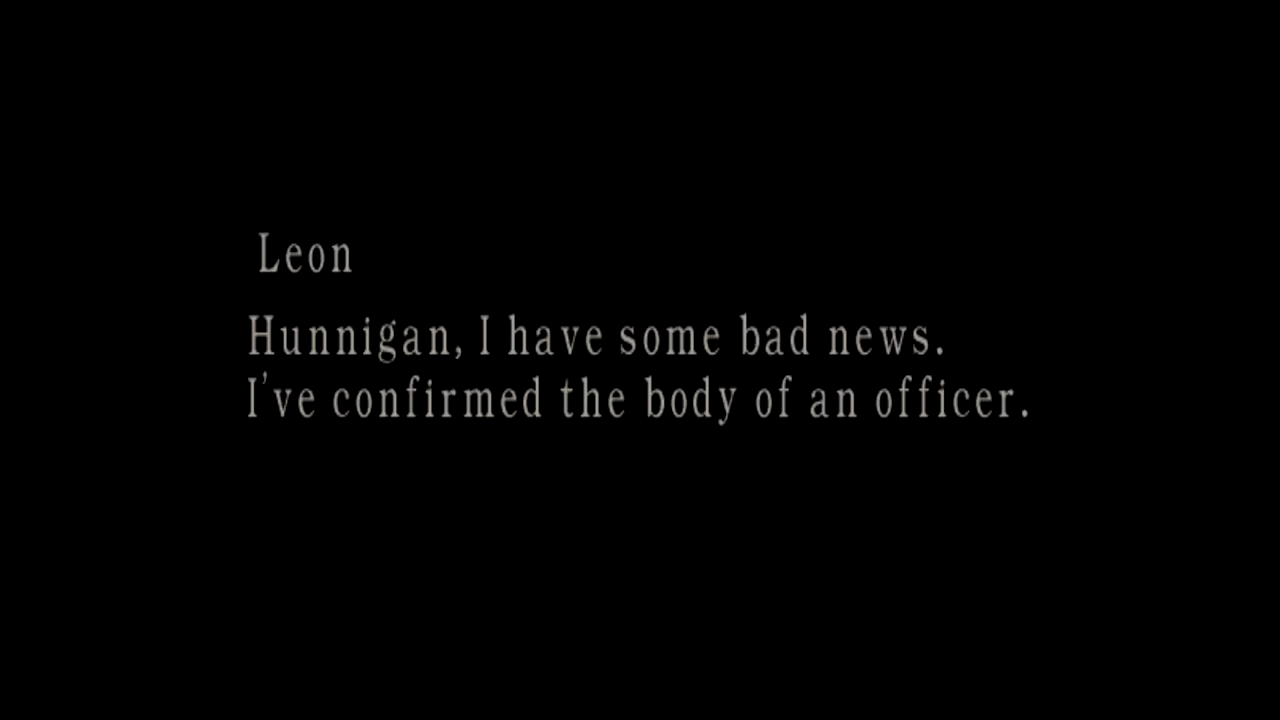 Leon
Hunnigan, I have some bad news.
I've confirmed the body of an officer.